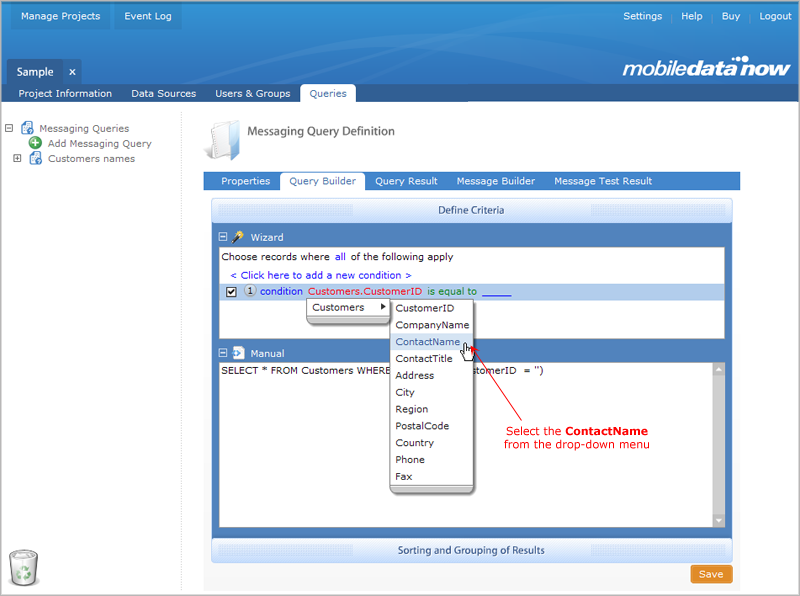 Manage Projects
Event Log
Settings
Help
Buy
Logout
Sample x
mobiledatanow
Project Information
Data Sources
Users & Groups
Queries
Messaging Queries
Add Messaging Query
Customers names
Messaging Query Definition
Properties
Query Builder
Query Result
Message Builder
Message Test Result
Define Criteria
Wizard
Choose records where all of the following apply
< Click here to add a new condition >
1 condition Customers.CustomerID is equal to _____
Customers
CustomerID
CompanyName
ContactName
ContactTitle
Address
City
Region
PostalCode
Country
Phone
Fax
Manual
SELECT * FROM Customers WHERE
stomerID = '')
Select the ContactName
from the drop-down menu
Sorting and Grouping of Results
Save